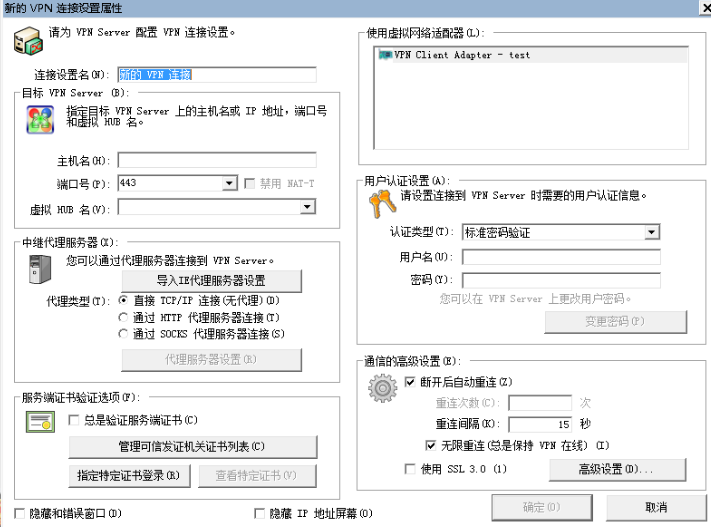 新的 VPN 连接设置属性
请为 VPN Server 配置 VPN 连接设置。
连接设置名(N):
新的 VPN 连接
目标 VPN Server (B):
指定目标 VPN Server 上的主机名或 IP 地址，端口号
和虚拟 HUB 名。
主机名(H):
端口号(P):
443
禁用 NAT-T
虚拟 HUB 名(V):
中继代理服务器(X):
您可以通过代理服务器连接到 VPN Server。
导入IE代理服务器设置
代理类型(T):
直接 TCP/IP 连接(无代理)(D)
通过 HTTP 代理服务器连接(T)
通过 SOCKS 代理服务器连接(S)
代理服务器设置(R)
服务端证书验证选项(F):
总是验证服务端证书(C)
管理可信发证机关证书列表(C)
指定特定证书登录(R)
查看特定证书(V)
使用虚拟网络适配器(L):
VPN Client Adapter - test
用户认证设置(A):
请设置连接到 VPN Server 时需要的用户认证信息。
认证类型(T):
标准密码验证
用户名(U):
密码(Y):
您可以在 VPN Server 上更改用户密码。
变更密码(P)
通信的高级设置(E):
断开后自动重连(Z)
重连次数(C):
次
重连间隔(K):
15
秒
无限重连(总是保持 VPN 在线) (I)
使用 SSL 3.0 (1)
高级设置(D)...
隐藏和错误窗口(D)
隐藏 IP 地址屏幕(O)
确定(O)
取消